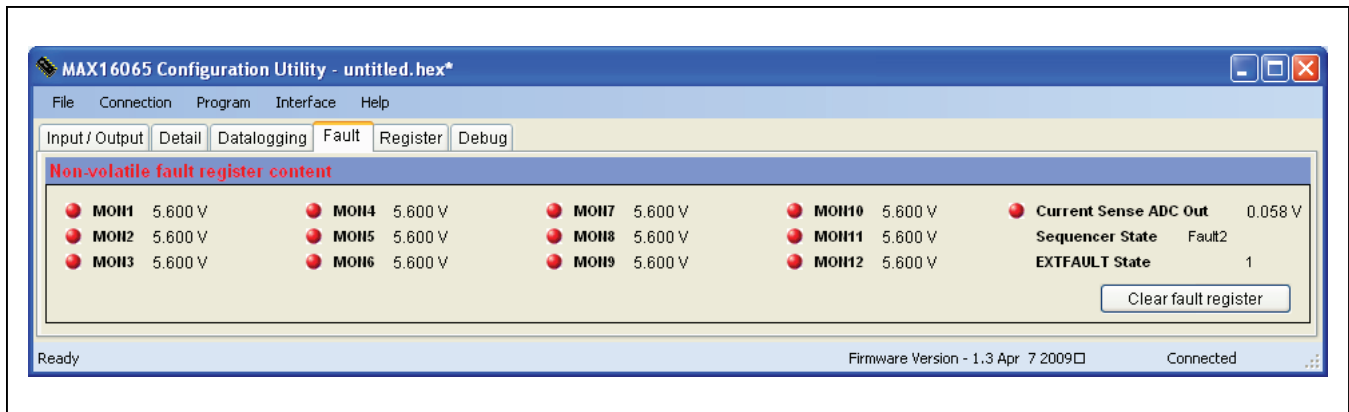 MAX16065 Configuration Utility - untitled.hex*
File Connection Program Interface Help
Input / Output Detail Datalogging Fault Register Debug
Non-volatile fault register content
MON1 5.600 V MON4 5.600 V MON7 5.600 V MON10 5.600 V Current Sense ADC Out 0.058 V
MON2 5.600 V MON5 5.600 V MON8 5.600 V MON11 5.600 V Sequencer State Fault2
MON3 5.600 V MON6 5.600 V MON9 5.600 V MON12 5.600 V EXTFAULT State 1
Clear fault register
Ready Firmware Version - 1.3 Apr 7 2009□ Connected